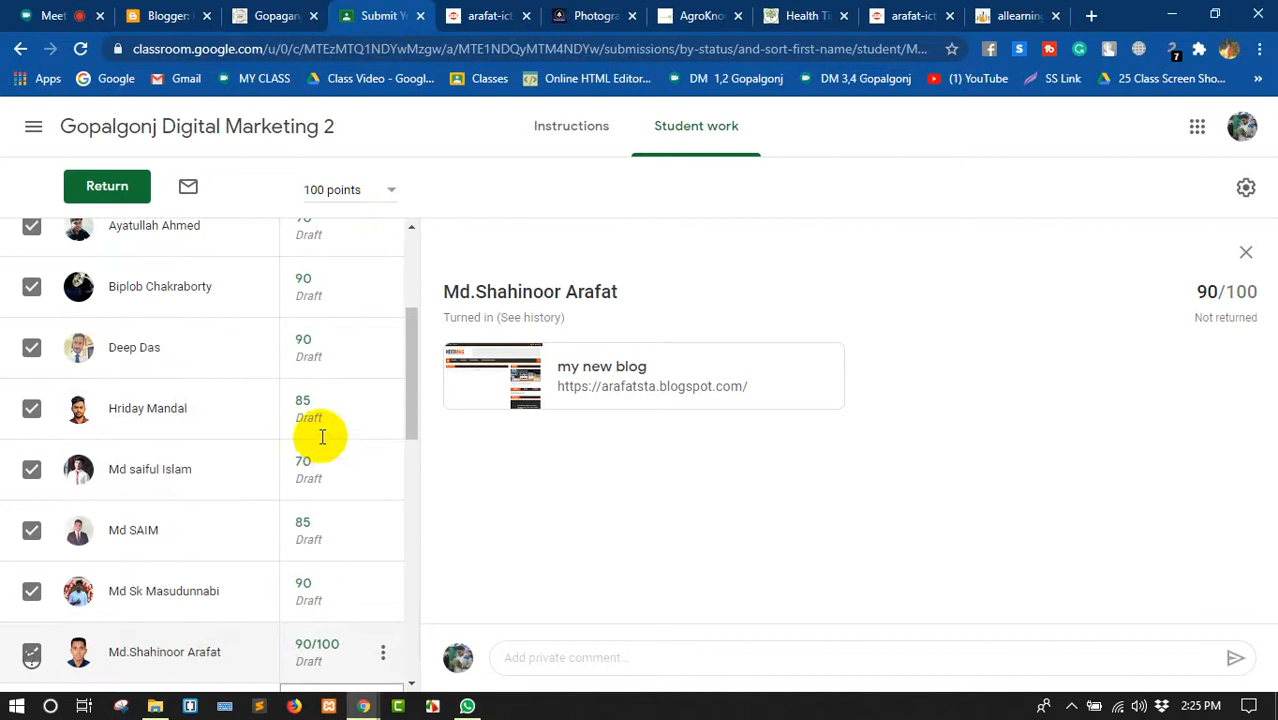 Meet
Blogger
Gopagan
Submit Y
arafat-ict
Photogra
AgroKno
Health Ti
arafat-ict
allearning
classroom.google.com/u/0/c/MTEzMTQ1NDYwMzgw/a/MTE1NDQyMTM4NDYw/submissions/by-status/and-sort-first-name/student/M...
7
Apps
Google
Gmail
MY CLASS
Class Video - Googl...
Classes
Online HTML Editor...
DM 1,2 Gopalgonj
DM 3,4 Gopalgonj
(1) YouTube
SS Link
25 Class Screen Sho...
»
Gopalgonj Digital Marketing 2
Instructions
Student work
Return
100 points
Ayatullah Ahmed
Draft
Biplob Chakraborty
90
Draft
Deep Das
90
Draft
Hriday Mandal
85
Draft
Md saiful Islam
70
Draft
Md SAIM
85
Draft
Md Sk Masudunnabi
90
Draft
Md.Shahinoor Arafat
90/100
Draft
Md.Shahinoor Arafat
90/100
Turned in (See history)
Not returned
my new blog
https://arafatsta.blogspot.com/
Add private comment...
2:25 PM